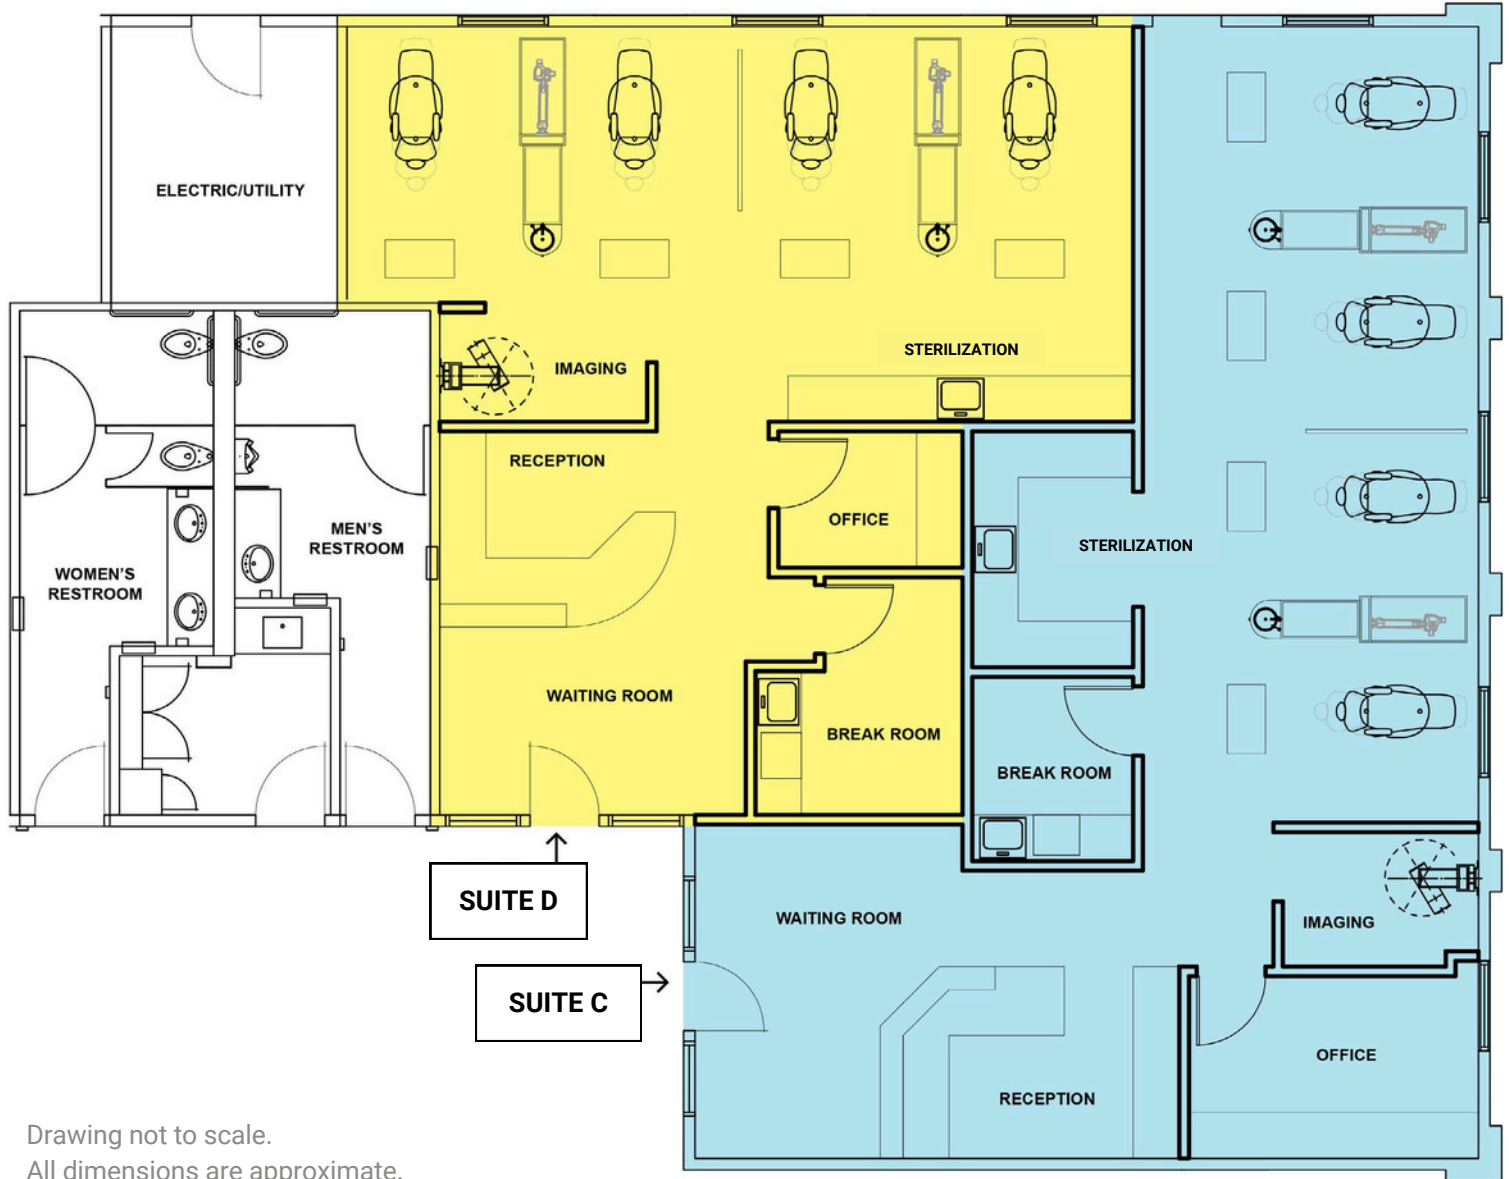 ELECTRIC/UTILITY
STERILIZATION
IMAGING
RECEPTION
OFFICE
MEN'S
RESTROOM
STERILIZATION
WOMEN'S
RESTROOM
WAITING ROOM
BREAK ROOM
BREAK ROOM
SUITE D
WAITING ROOM
IMAGING
SUITE C
OFFICE
RECEPTION
Drawing not to scale.
All dimensions are approximate.